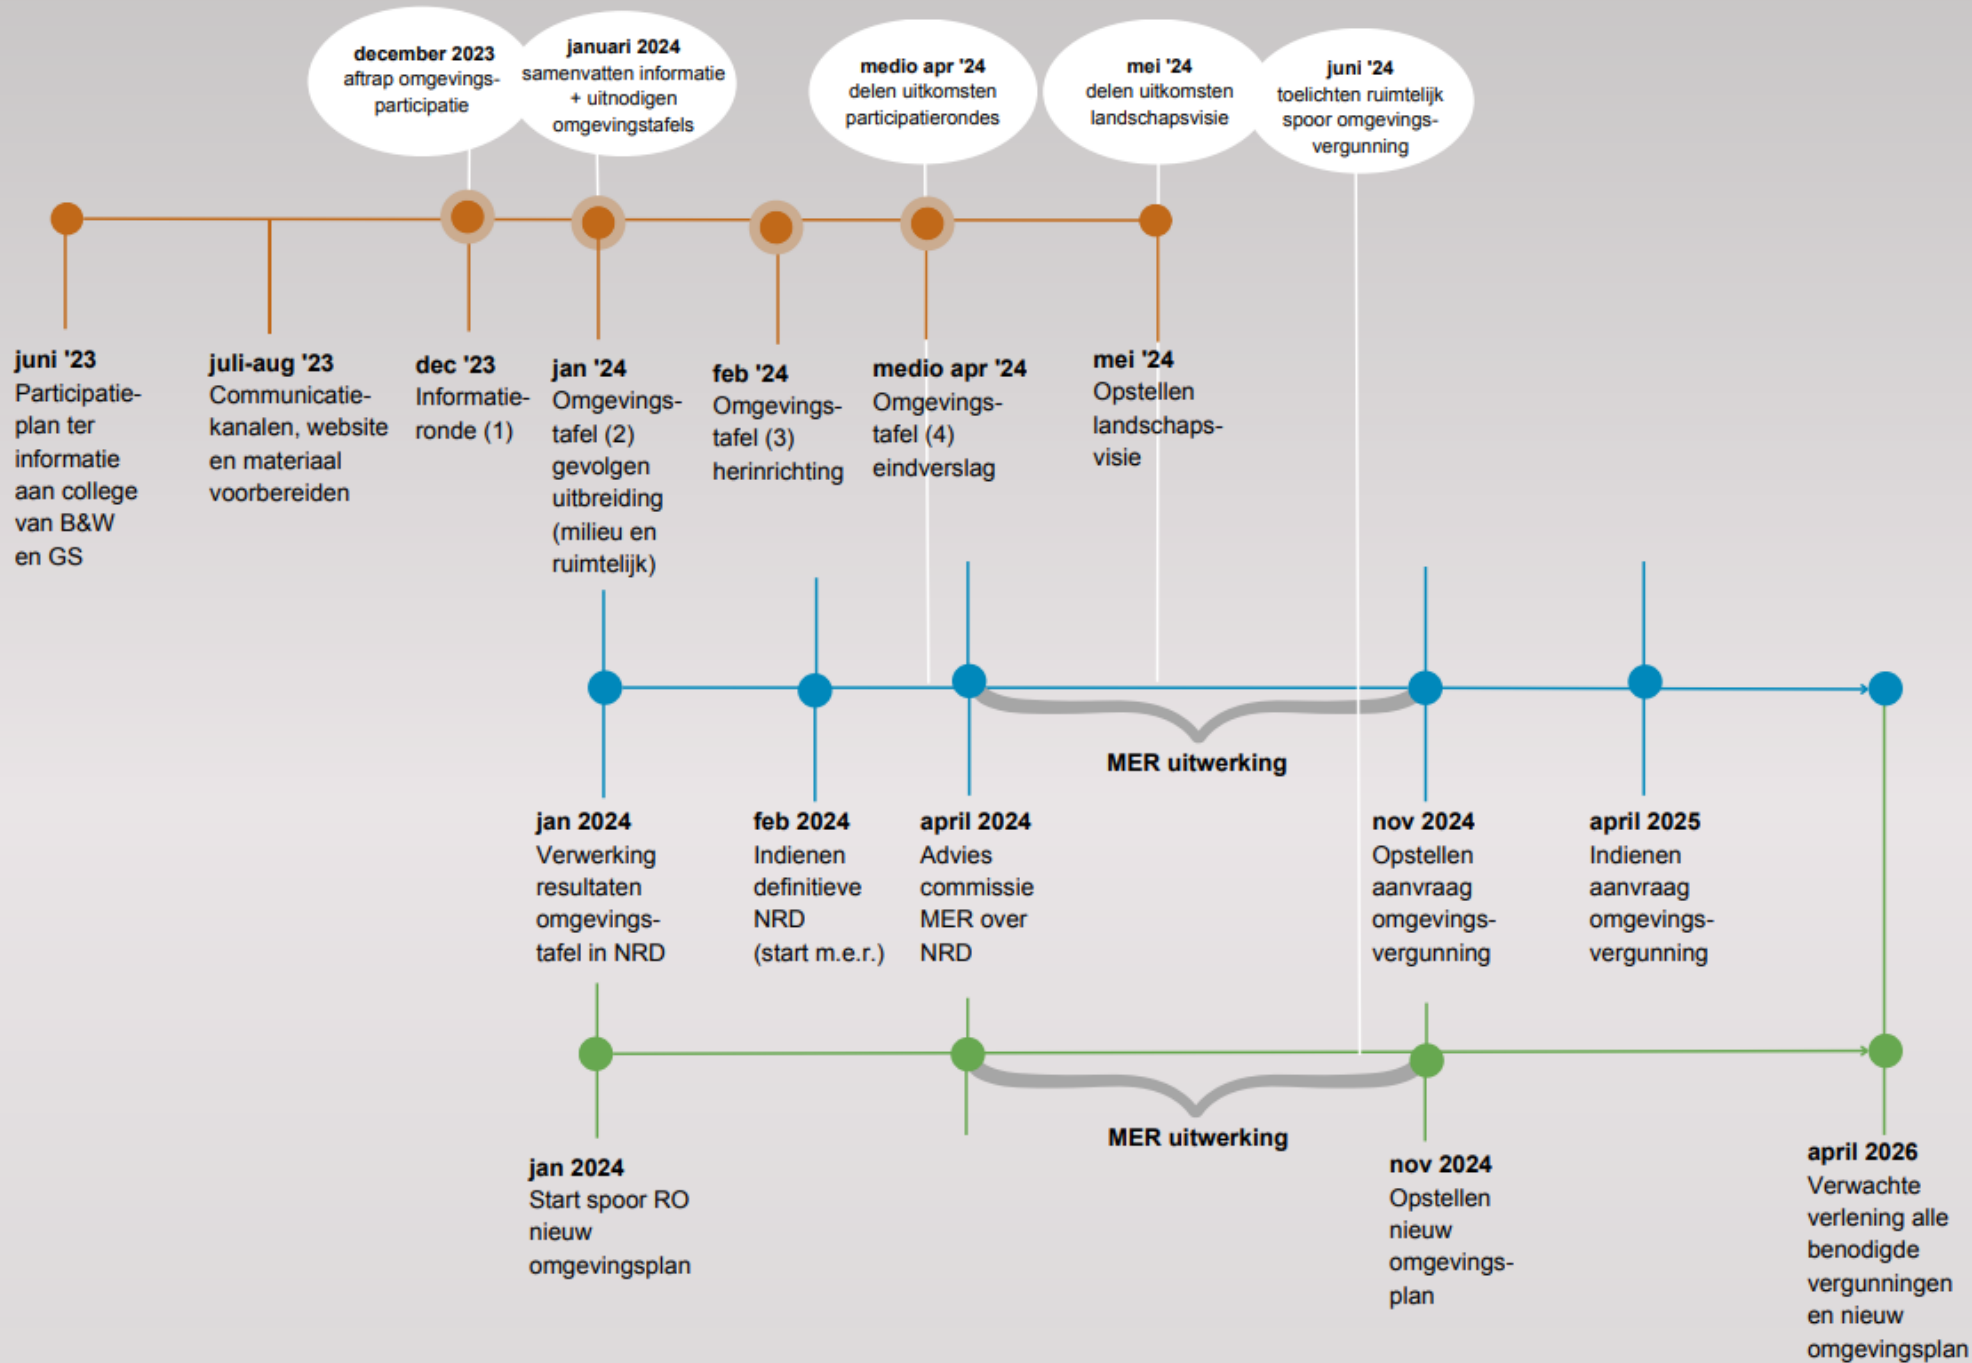 december 2023
aftrap omgevings-
participatie
januari 2024
samenvatten informatie
+ uitnodigen
omgevingstafels
medio apr '24
delen uitkomsten
participatierondes
mei '24
delen uitkomsten
landschapsvisie
juni '24
toelichten ruimtelijk
spoor omgevings-
vergunning
juni '23
Participatie-
plan ter
informatie
aan college
van B&W
en GS
juli-aug '23
Communicatie-
kanalen, website
en materiaal
voorbereiden
dec '23
Informatie-
ronde (1)
jan '24
Omgevings-
tafel (2)
gevolgen
uitbreiding
(milieu en
ruimtelijk)
feb '24
Omgevings-
tafel (3)
herinrichting
medio apr '24
Omgevings-
tafel (4)
eindverslag
mei '24
Opstellen
landschaps-
visie
MER uitwerking
jan 2024
Verwerking
resultaten
omgevings-
tafel in NRD
feb 2024
Indienen
definitieve
NRD
(start m.e.r.)
april 2024
Advies
commissie
MER over
NRD
nov 2024
Opstellen
aanvraag
omgevings-
vergunning
april 2025
Indienen
aanvraag
omgevings-
vergunning
MER uitwerking
jan 2024
Start spoor RO
nieuw
omgevingsplan
nov 2024
Opstellen
nieuw
omgevings-
plan
april 2026
Verwachte
verlening alle
benodigde
vergunningen
en nieuw
omgevingsplan